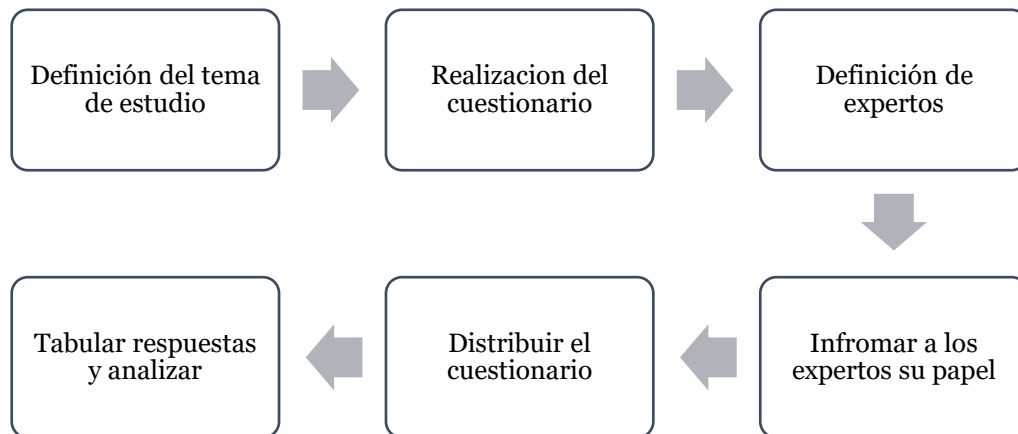 Definición del tema
de estudio
Realizacion del
cuestionario
Definición de
expertos
Infromar a los
expertos su papel
Distribuir el
cuestionario
Tabular respuestas
y analizar